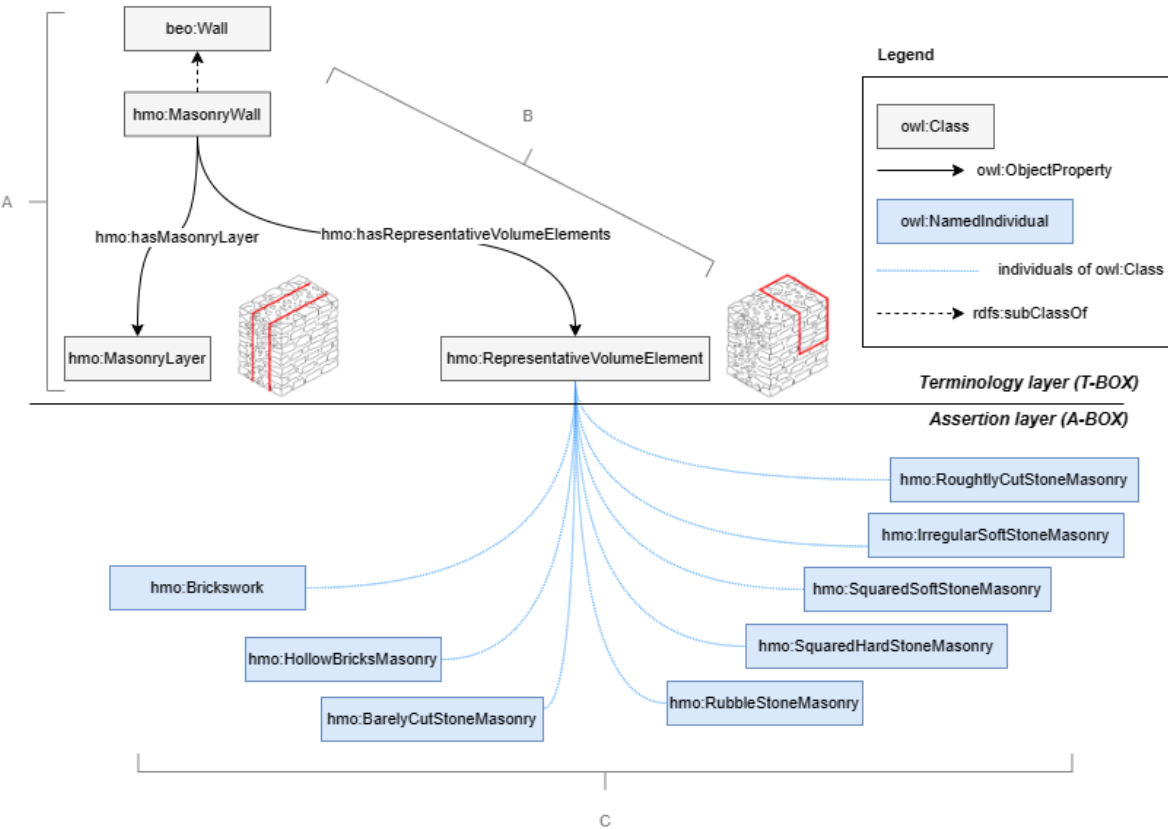 beo:Wall
Legend
hmo:MasonryWall
B
owl:Class
owl:ObjectProperty
A
owl:NamedIndividual
hmo:hasMasonryLayer
hmo:hasRepresentativeVolumeElements
individuals of owl:Class
rdfs:subClassOf
hmo:MasonryLayer
hmo:RepresentativeVolumeElement
Terminology layer (T-BOX)
Assertion layer (A-BOX)
hmo:RoughtlyCutStoneMasonry
hmo:IrregularSoftStoneMasonry
hmo:Brickswork
hmo:SquaredSoftStoneMasonry
hmo:HollowBricksMasonry
hmo:SquaredHardStoneMasonry
hmo:BarelyCutStoneMasonry
hmo:RubbleStoneMasonry
C